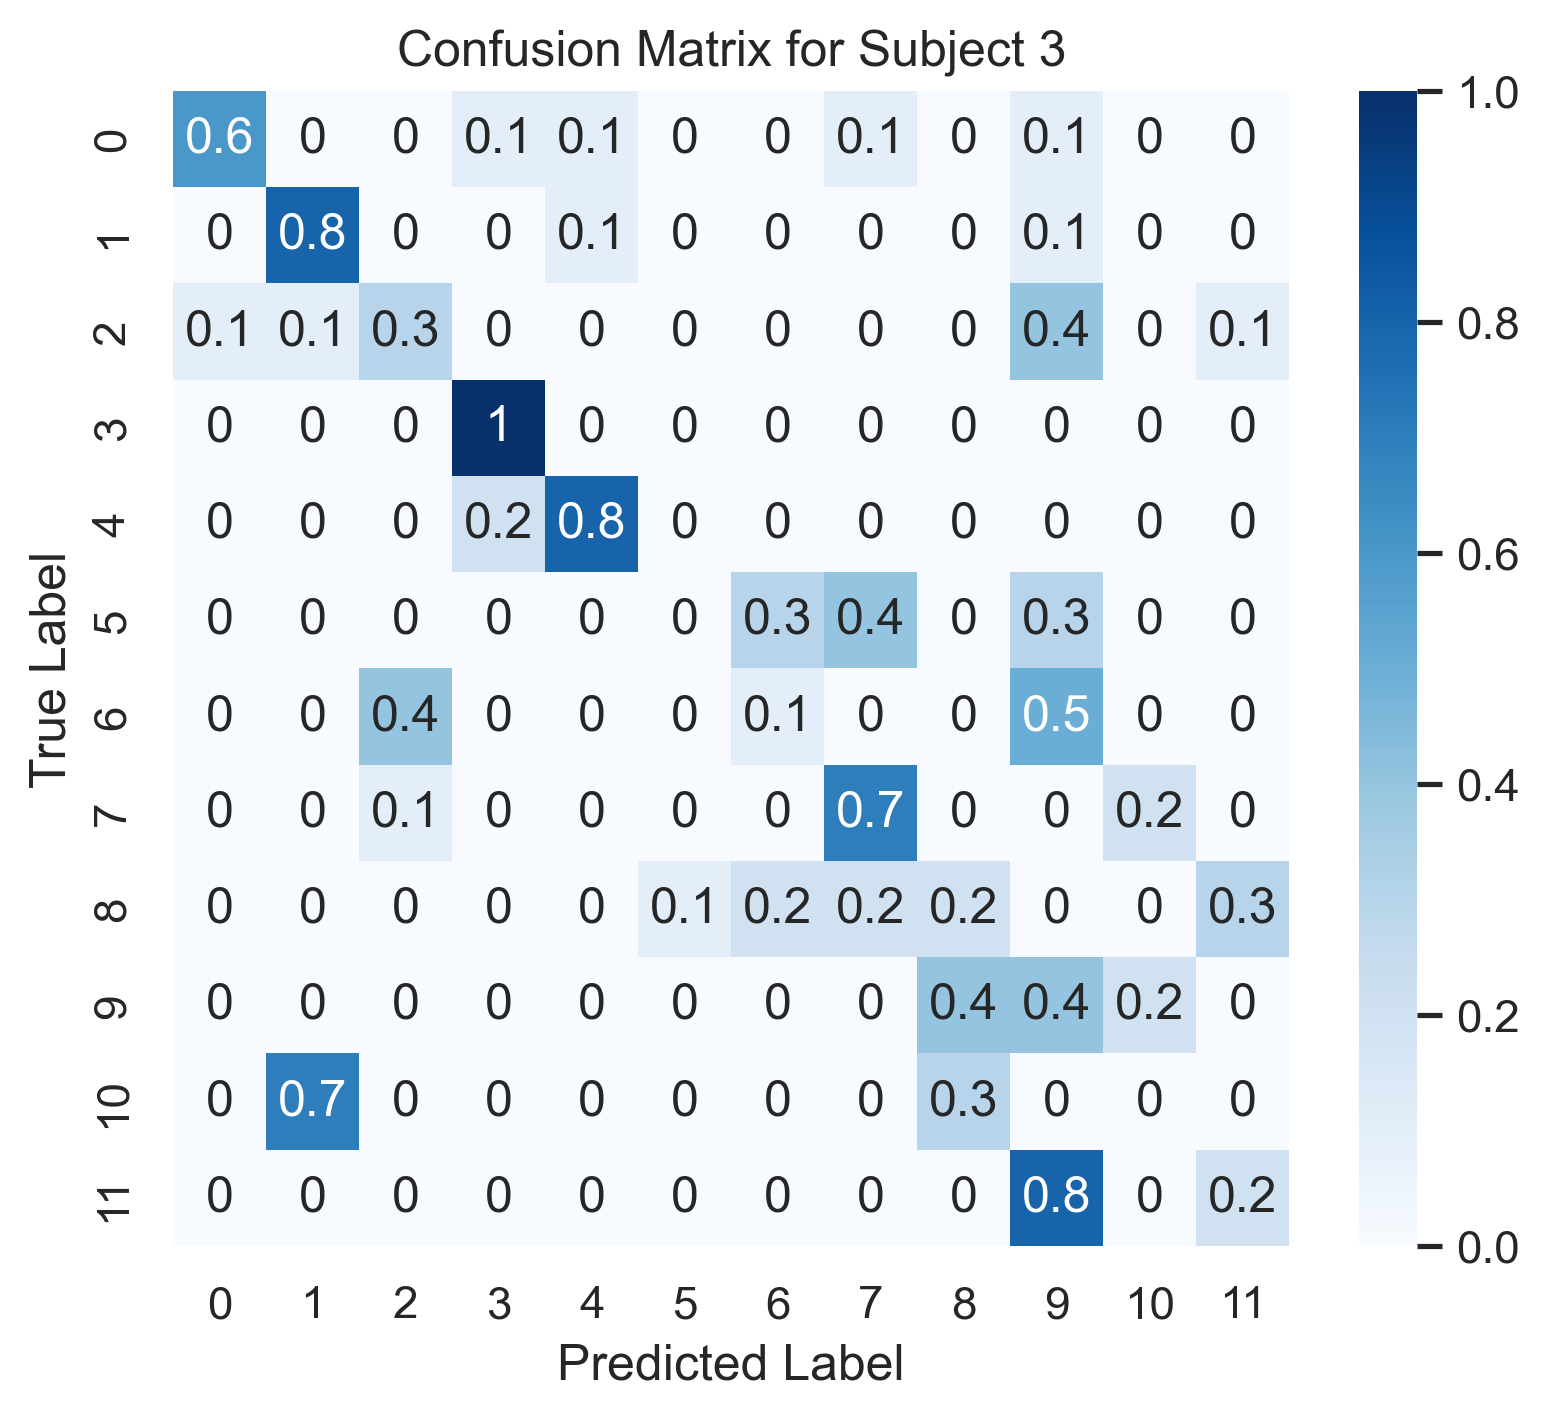 Confusion Matrix for Subject 3
0 0.6 0 0 0.1 0.1 0 0 0.1 0 0.1 0 0
1 0 0.8 0 0 0.1 0 0 0 0 0.1 0 0
2 0.1 0.1 0.3 0 0 0 0 0 0 0.4 0 0.1
3 0 0 0 1 0 0 0 0 0 0 0 0
4 0 0 0 0.2 0.8 0 0 0 0 0 0 0
5 0 0 0 0 0 0 0.3 0.4 0 0.3 0 0
6 0 0 0.4 0 0 0 0.1 0 0 0.5 0 0
7 0 0 0.1 0 0 0 0 0.7 0 0 0.2 0
8 0 0 0 0 0 0.1 0.2 0.2 0.2 0 0 0.3
9 0 0 0 0 0 0 0 0 0.4 0.4 0.2 0
10 0 0.7 0 0 0 0 0 0 0.3 0 0 0
11 0 0 0 0 0 0 0 0 0 0.8 0 0.2
0 1 2 3 4 5 6 7 8 9 10 11
Predicted Label
True Label
1.0
0.8
0.6
0.4
0.2
0.0